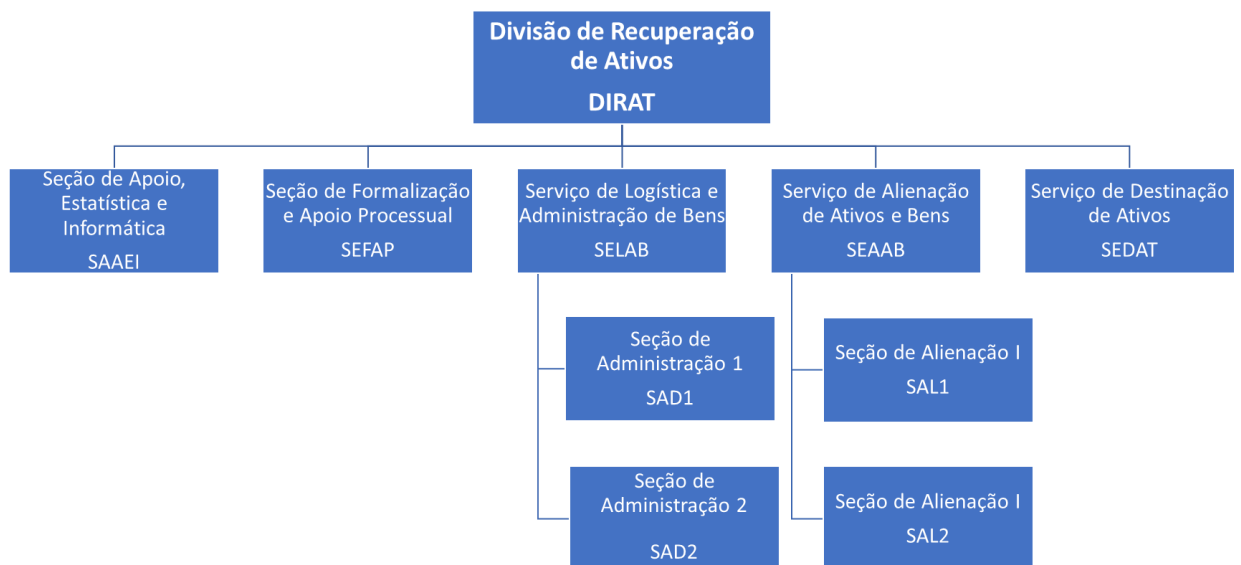 Divisão de Recuperação
de Ativos
DIRAT
Seção de Apoio,
Estatística e
Informática
SAAEI
Seção de Formalização
e Apoio Processual
SEFAP
Serviço de Logística e
Administração de Bens
SELAB
Serviço de Alienação
de Ativos e Bens
SEAAB
Serviço de Destinação
de Ativos
SEDAT
Seção de
Administração 1
SAD1
Seção de Alienação I
SAL1
Seção de
Administração 2
SAD2
Seção de Alienação I
SAL2